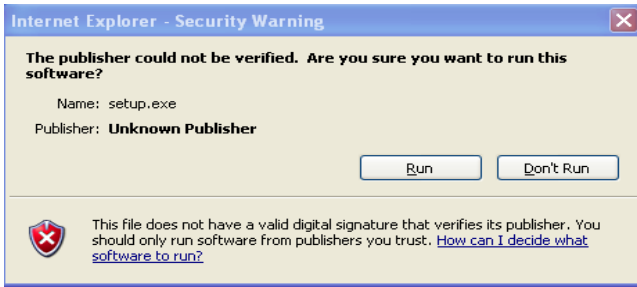 Internet Explorer - Security Warning
The publisher could not be verified.  Are you sure you want to run this
software?
Name: setup.exe
Publisher: Unknown Publisher
Run
Don't Run
This file does not have a valid digital signature that verifies its publisher. You
should only run software from publishers you trust. How can I decide what
software to run?